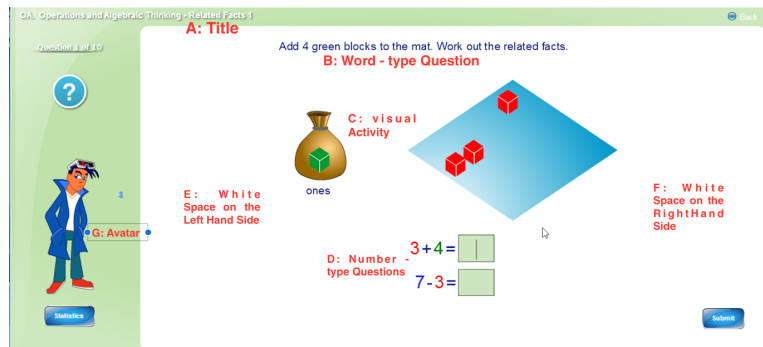 OA: Operations and Algebraic Thinking - Related Facts 1
Back
A: Title
Question 1 of 10
Add 4 green blocks to the mat. Work out the related facts.
B: Word - type Question
?
C: visual
Activity
ones
E: White
Space on the
Left Hand Side
F: White
Space on the
RightHand
Side
G: Avatar
3+4=
D: Number -
type Questions
7-3=
Statistics
Submit